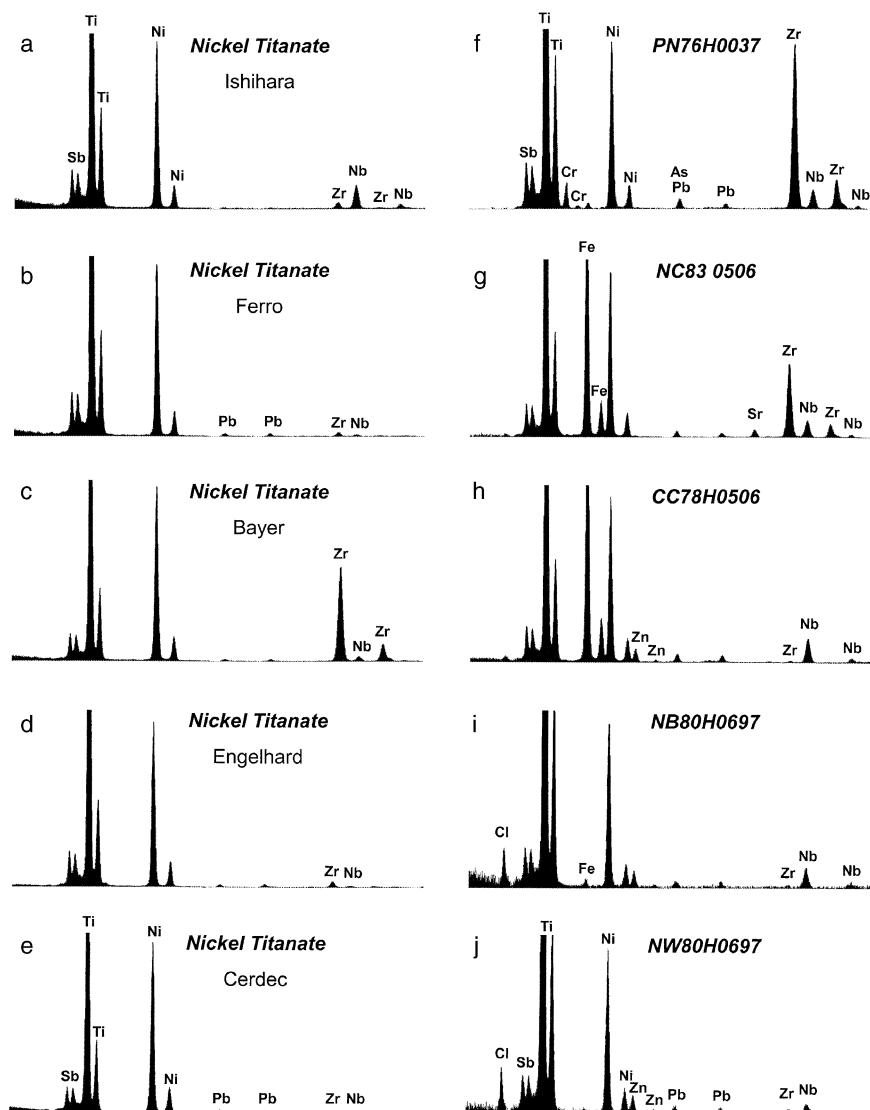 a
Nickel Titanate
Ishihara
Ti
Ni
Ti
Sb
Ni
Zr
Nb
Zr
Nb
f
PN76H0037
Ti
Ti
Ni
Zr
Sb
Cr
Cr
Ni
As
Pb
Pb
Nb
Zr
Nb
b
Nickel Titanate
Ferro
Pb
Pb
Zr
Nb
g
NC83 0506
Fe
Fe
Sr
Zr
Nb
Zr
Nb
c
Nickel Titanate
Bayer
Zr
Nb
Zr
h
CC78H0506
Zn
Zn
Zr
Nb
Nb
d
Nickel Titanate
Engelhard
Zr
Nb
i
NB80H0697
Cl
Fe
Zr
Nb
Nb
e
Nickel Titanate
Cerdec
Ti
Ni
Ti
Sb
Ni
Pb
Pb
Zr
Nb
j
NW80H0697
Ti
Ni
Cl
Sb
Ni
Zn
Zn
Pb
Pb
Zr
Nb